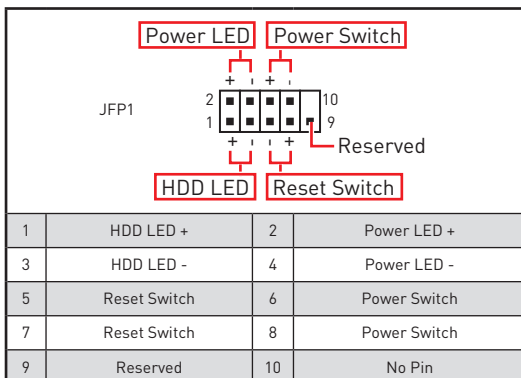 Power LED Power Switch
+ - + -
JFP1
2 10
1 9
+ - - +
Reserved
HDD LED Reset Switch
1 HDD LED + 2 Power LED +
3 HDD LED - 4 Power LED -
5 Reset Switch 6 Power Switch
7 Reset Switch 8 Power Switch
9 Reserved 10 No Pin